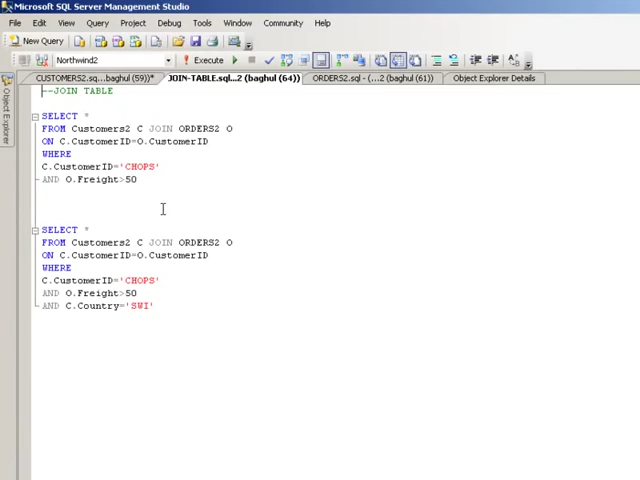 Microsoft SQL Server Management Studio
File Edit View Query Project Debug Tools Window Community Help
New Query
Northwind2 Execute
CUSTOMERS2.sq...baghul (59))* JOIN-TABLE.sql...2 (baghul (64)) ORDERS2.sql - (...2 (baghul (61)) Object Explorer Details
Object Explorer
--JOIN TABLE
SELECT *
FROM Customers2 C JOIN ORDERS2 O
ON C.CustomerID=O.CustomerID
WHERE
C.CustomerID='CHOPS'
AND O.Freight>50
SELECT *
FROM Customers2 C JOIN ORDERS2 O
ON C.CustomerID=O.CustomerID
WHERE
C.CustomerID='CHOPS'
AND O.Freight>50
AND C.Country='SWI'